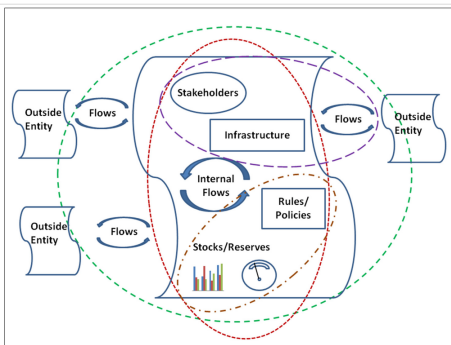 Stakeholders
Outside
Entity
Flows
Flows
Outside
Entity
Infrastructure
Internal
Flows
Rules/
Policies
Outside
Entity
Flows
Stocks/Reserves